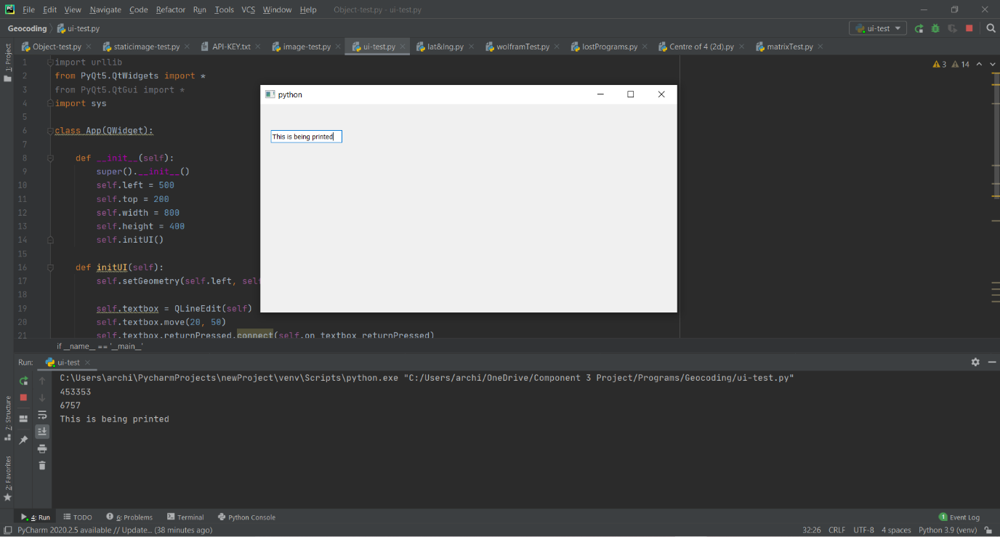 PC File Edit View Navigate Code Refactor Run Tools VCS Window Help Object-test.py - ui-test.py
Geocoding ui-test.py ui-test
Object-test.py staticimage-test.py API-KEY.txt image-test.py ui-test.py lat&lng.py wolframTest.py lostPrograms.py Centre of 4 (2d).py matrixTest.py
1: Project
3 14
1 import urllib
2 from PyQt5.QtWidgets import *
3 from PyQt5.QtGui import *
4 import sys
5
6 class App(QWidget):
7
8 def __init__(self):
9 super().__init__()
10 self.left = 500
11 self.top = 200
12 self.width = 800
13 self.height = 400
14 self.initUI()
15
16 def initUI(self):
17 self.setGeometry(self.left, self
18
19 self.textbox = QLineEdit(self)
20 self.textbox.move(20, 50)
21 self.textbox.returnPressed.connect(self.on_textbox_returnPressed)
python
This is being printed
if __name__ == '__main__'
Run: ui-test
C:\Users\archi\PycharmProjects\newProject\venv\Scripts\python.exe "C:/Users/archi/OneDrive/Component 3 Project/Programs/Geocoding/ui-test.py"
453353
6757
This is being printed
7: Structure
2: Favorites
4: Run TODO 6: Problems Terminal Python Console 1 Event Log
PyCharm 2020.2.5 available // Update... (38 minutes ago) 32:26 CRLF UTF-8 4 spaces Python 3.9 (venv)